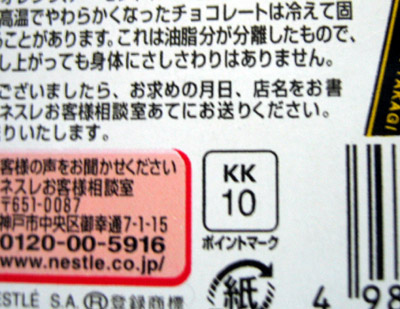 高温でやわらかくなったチョコレートは冷えて固
ことがあります。これは油脂分が分離したもので、
し上がっても身体にさしさわりはありません。
ございましたら、お求めの月日、店名をお書
ネスレお客様相談室あてにお送りください。
りいたします。
客様の声をお聞かせください
ネスレお客様相談室
〒651-0087
神戸市中央区御幸通7-1-15
0120-00-5916
www.nestle.co.jp/
NESTLÉ S.A. ®登録商標
KK
10
ポイントマーク
紙
4 98
TAKAGI